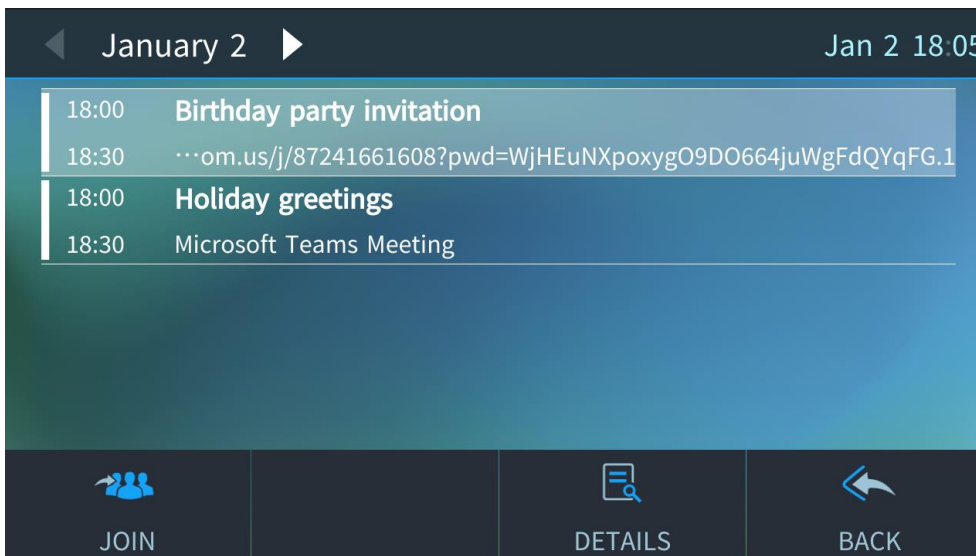 January 2
Jan 2 18:05
18:00 Birthday party invitation
18:30 …om.us/j/87241661608?pwd=WjHEuNXpoxygO9DO664juWgFdQYqFG.1
18:00 Holiday greetings
18:30 Microsoft Teams Meeting
JOIN DETAILS BACK